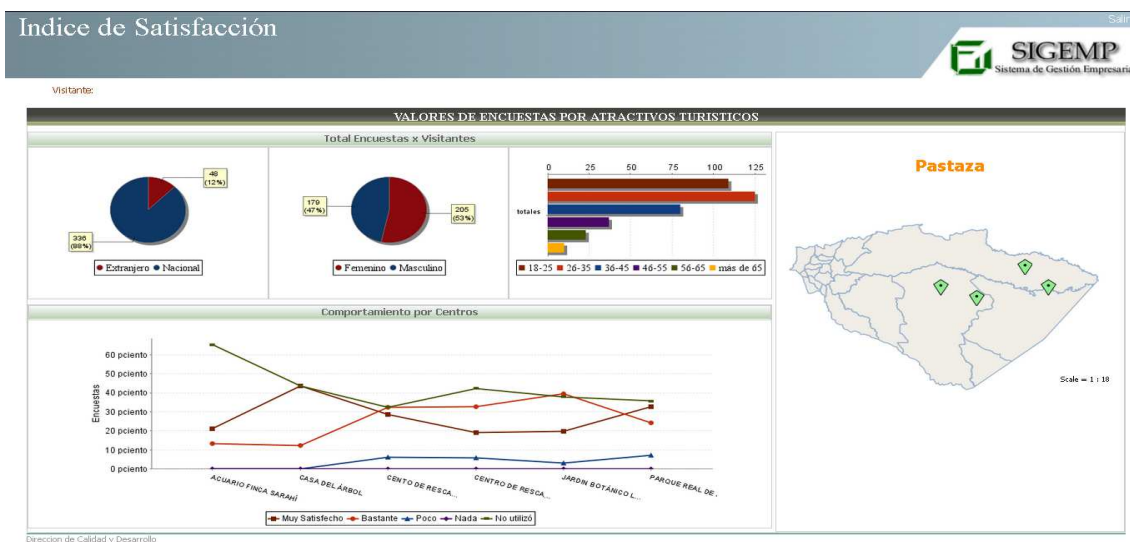 Indice de Satisfacción
Salir
SIGEMP
Sistema de Gestión Empresaria
Visitante:
VALORES DE ENCUESTAS POR ATRACTIVOS TURISTICOS
Total Encuestas x Visitantes
48
(12%)
336
(88%)
Extranjero Nacional
179
(47%)
205
(53%)
Femenino Masculino
0 25 50 75 100 125
totales
18-25 26-35 36-45 46-55 56-65 más de 65
Pastaza
Scale = 1 : 18
Comportamiento por Centros
Encuestas
60 pciento
50 pciento
40 pciento
30 pciento
20 pciento
10 pciento
0 pciento
ACUARIO FINCA SARAHÍ
CASA DEL ÁRBOL
CENTO DE RESCA...
CENTRO DE RESCA...
JARDIN BOTÁNICO L...
PARQUE REAL DE.
Muy Satisfecho Bastante Poco Nada No utilizó
Direccion de Calidad y Desarrollo